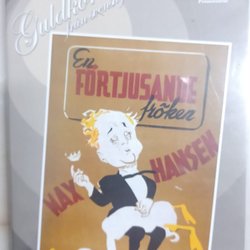 Guldkorn
En
FÖRTJUSANDE
fröken
MAX
HANSEN